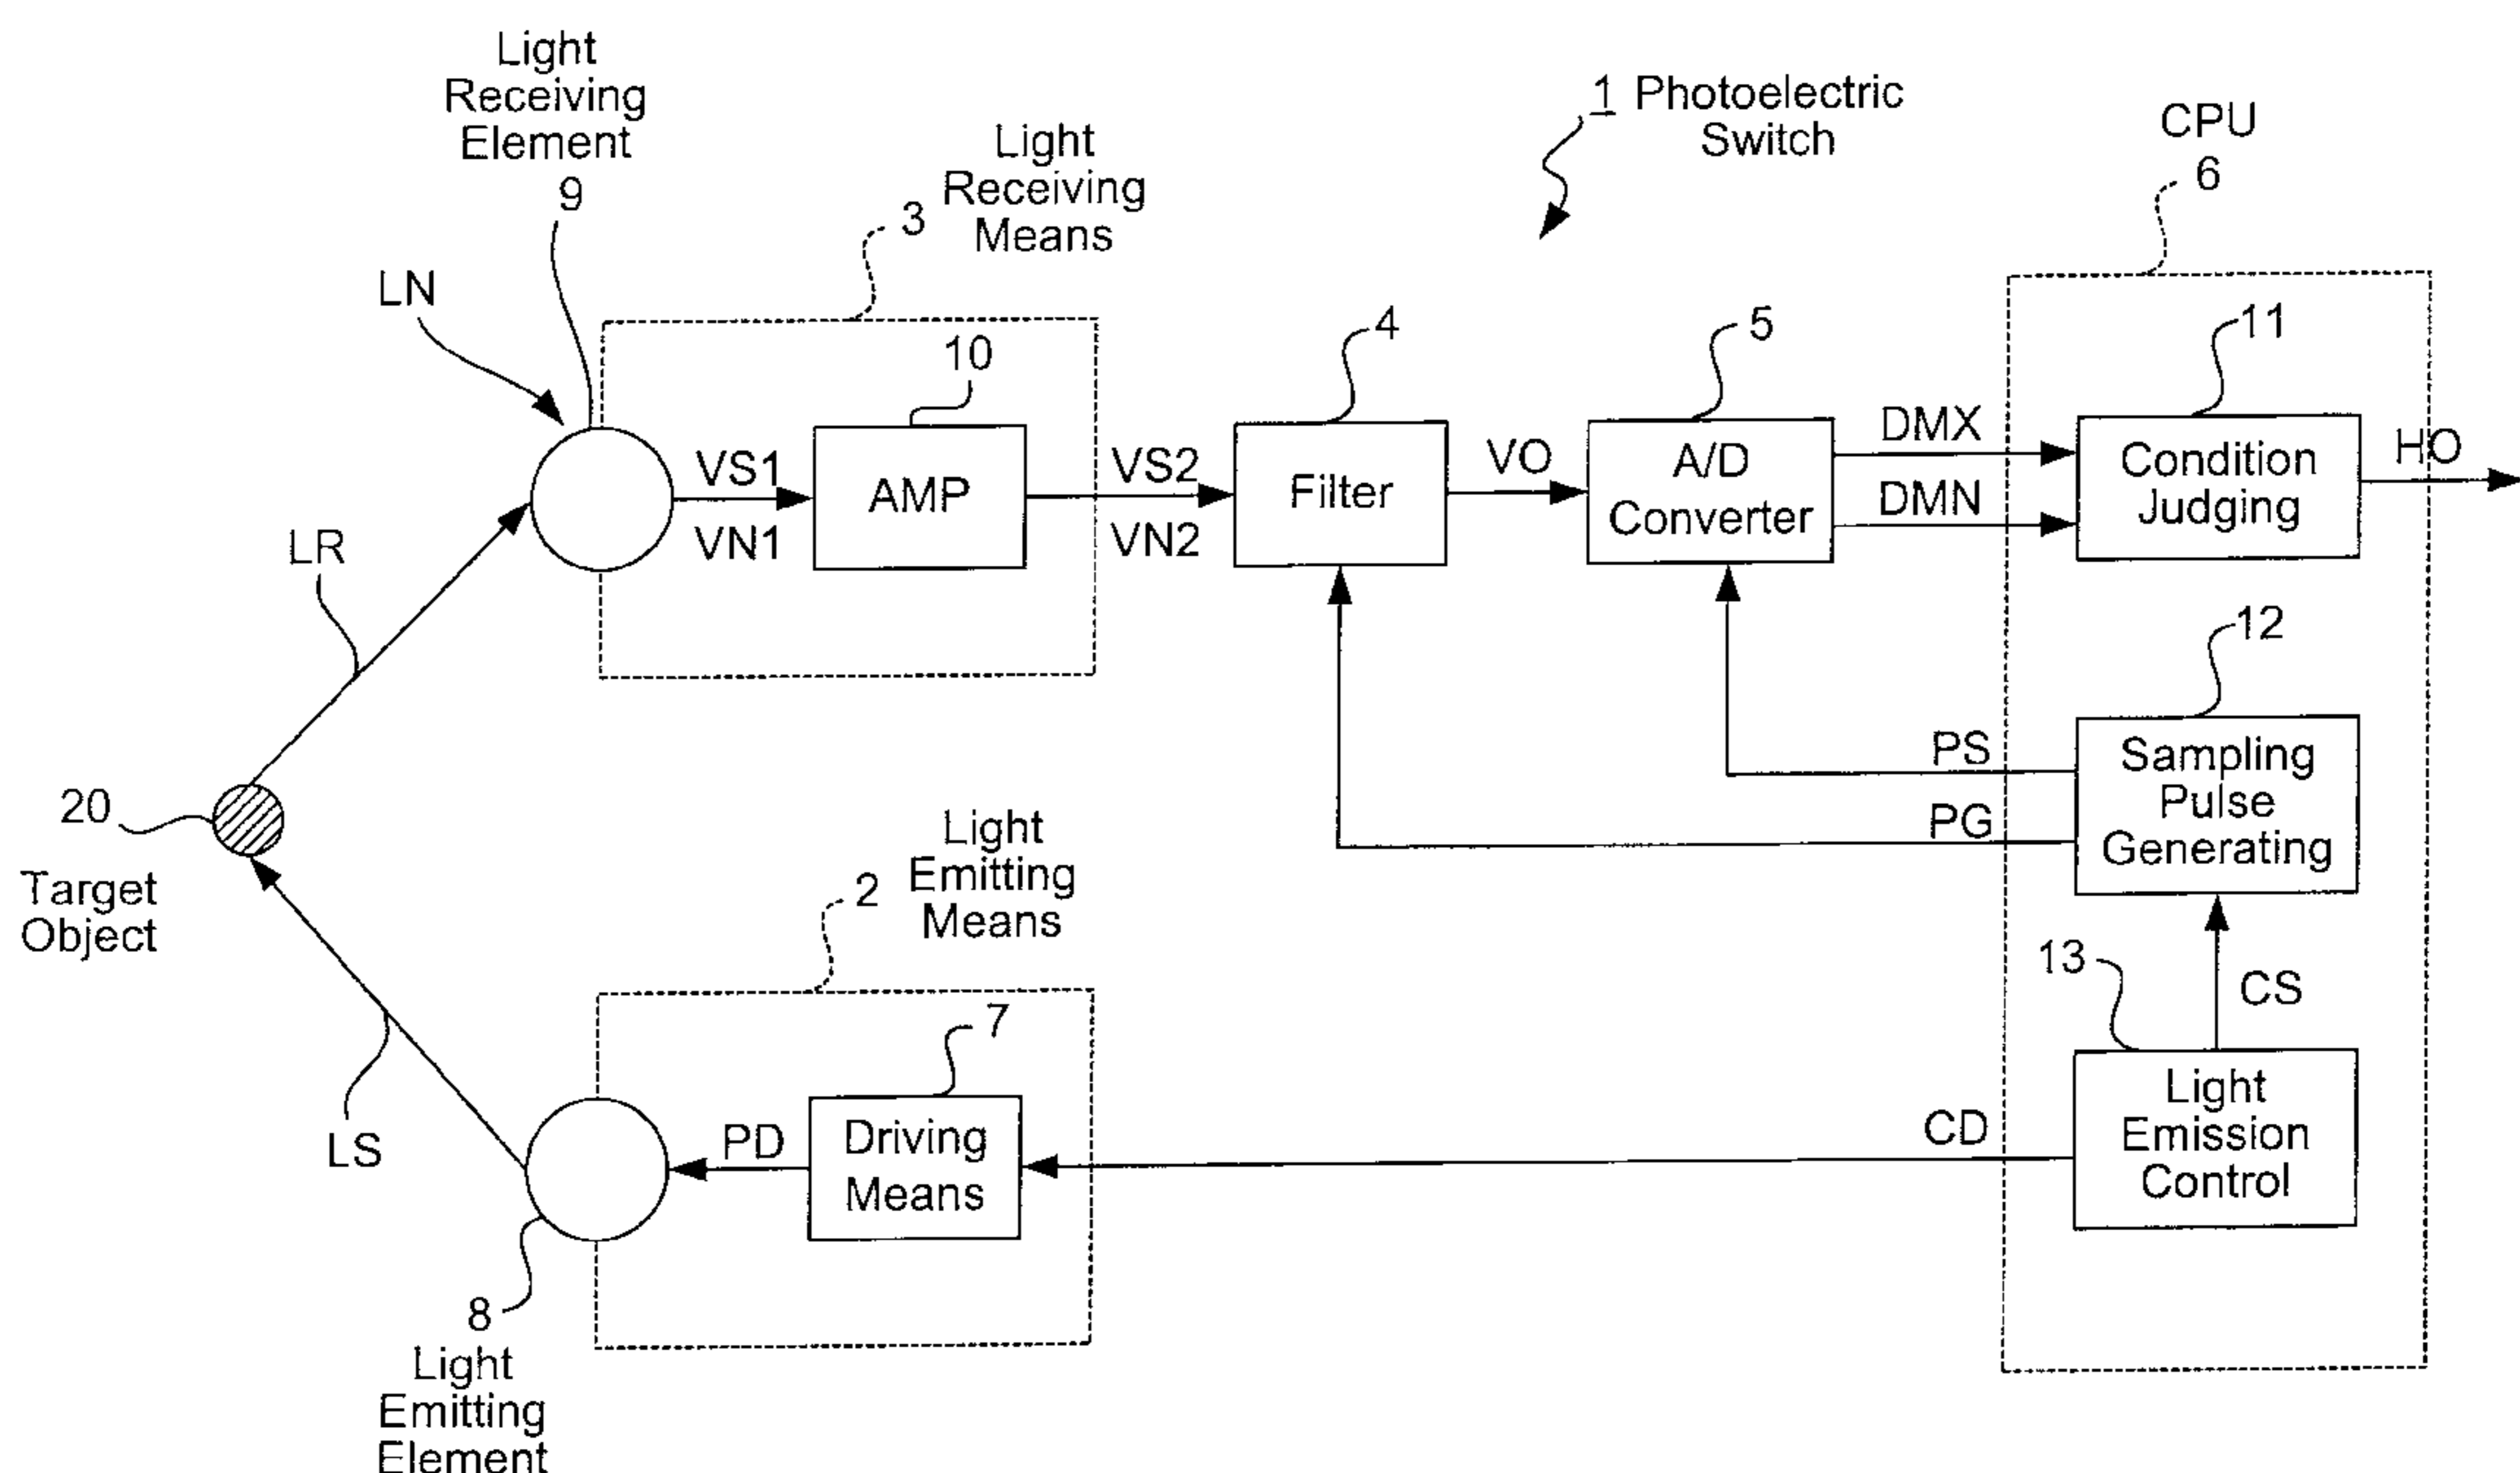 Light
Receiving
Element
9
LN
3
Light
Receiving
Means
10
VS1
VN1
AMP
VS2
VN2
1 Photoelectric
Switch
4
Filter
VO
5
A/D
Converter
DMX
DMN
CPU
6
11
Condition
Judging
HO
LR
20
Target
Object
LS
12
Sampling
Pulse
Generating
PS
PG
CS
13
Light
Emission
Control
CD
2
Light
Emitting
Means
7
Driving
Means
PD
8
Light
Emitting
Element